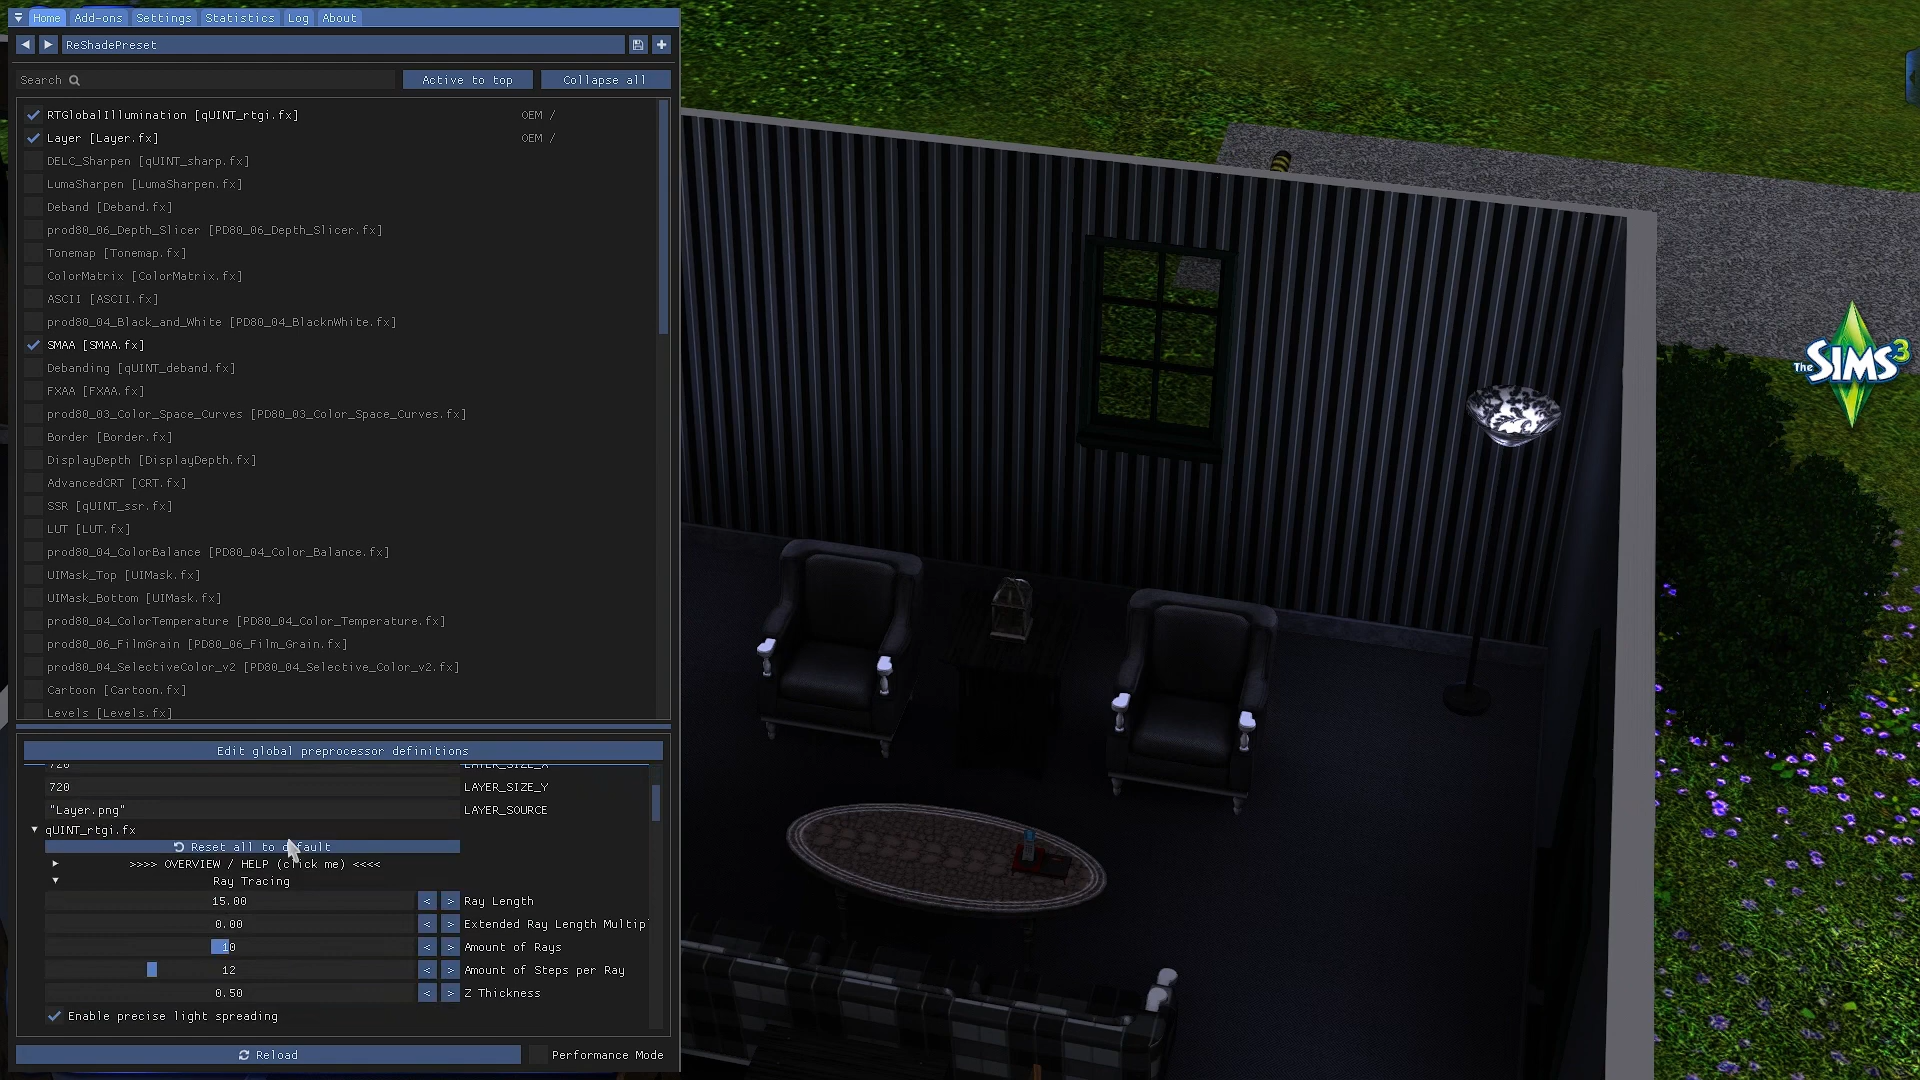 Home Add-ons Settings Statistics Log About
ReShadePreset
Search Active to top Collapse all
RTGlobalIllumination [qUINT_rtgi.fx] OEM /
Layer [Layer.fx] OEM /
DELC_Sharpen [qUINT_sharp.fx]
LumaSharpen [LumaSharpen.fx]
Deband [Deband.fx]
prod80_06_Depth_Slicer [PD80_06_Depth_Slicer.fx]
Tonemap [Tonemap.fx]
ColorMatrix [ColorMatrix.fx]
ASCII [ASCII.fx]
prod80_04_Black_and_White [PD80_04_BlacknWhite.fx]
SMAA [SMAA.fx]
Debanding [qUINT_deband.fx]
FXAA [FXAA.fx]
prod80_03_Color_Space_Curves [PD80_03_Color_Space_Curves.fx]
Border [Border.fx]
DisplayDepth [DisplayDepth.fx]
AdvancedCRT [CRT.fx]
SSR [qUINT_ssr.fx]
LUT [LUT.fx]
prod80_04_ColorBalance [PD80_04_Color_Balance.fx]
UIMask_Top [UIMask.fx]
UIMask_Bottom [UIMask.fx]
prod80_04_ColorTemperature [PD80_04_Color_Temperature.fx]
prod80_06_FilmGrain [PD80_06_Film_Grain.fx]
prod80_04_SelectiveColor_v2 [PD80_04_Selective_Color_v2.fx]
Cartoon [Cartoon.fx]
Levels [Levels.fx]
Edit global preprocessor definitions
720 LAYER_SIZE_X
720 LAYER_SIZE_Y
"Layer.png" LAYER_SOURCE
qUINT_rtgi.fx
Reset all to default
>>>> OVERVIEW / HELP (click me) <<<<
Ray Tracing
15.00 < > Ray Length
0.00 < > Extended Ray Length Multipl
10 < > Amount of Rays
12 < > Amount of Steps per Ray
0.50 < > Z Thickness
Enable precise light spreading
Reload Performance Mode
The SIMS 3